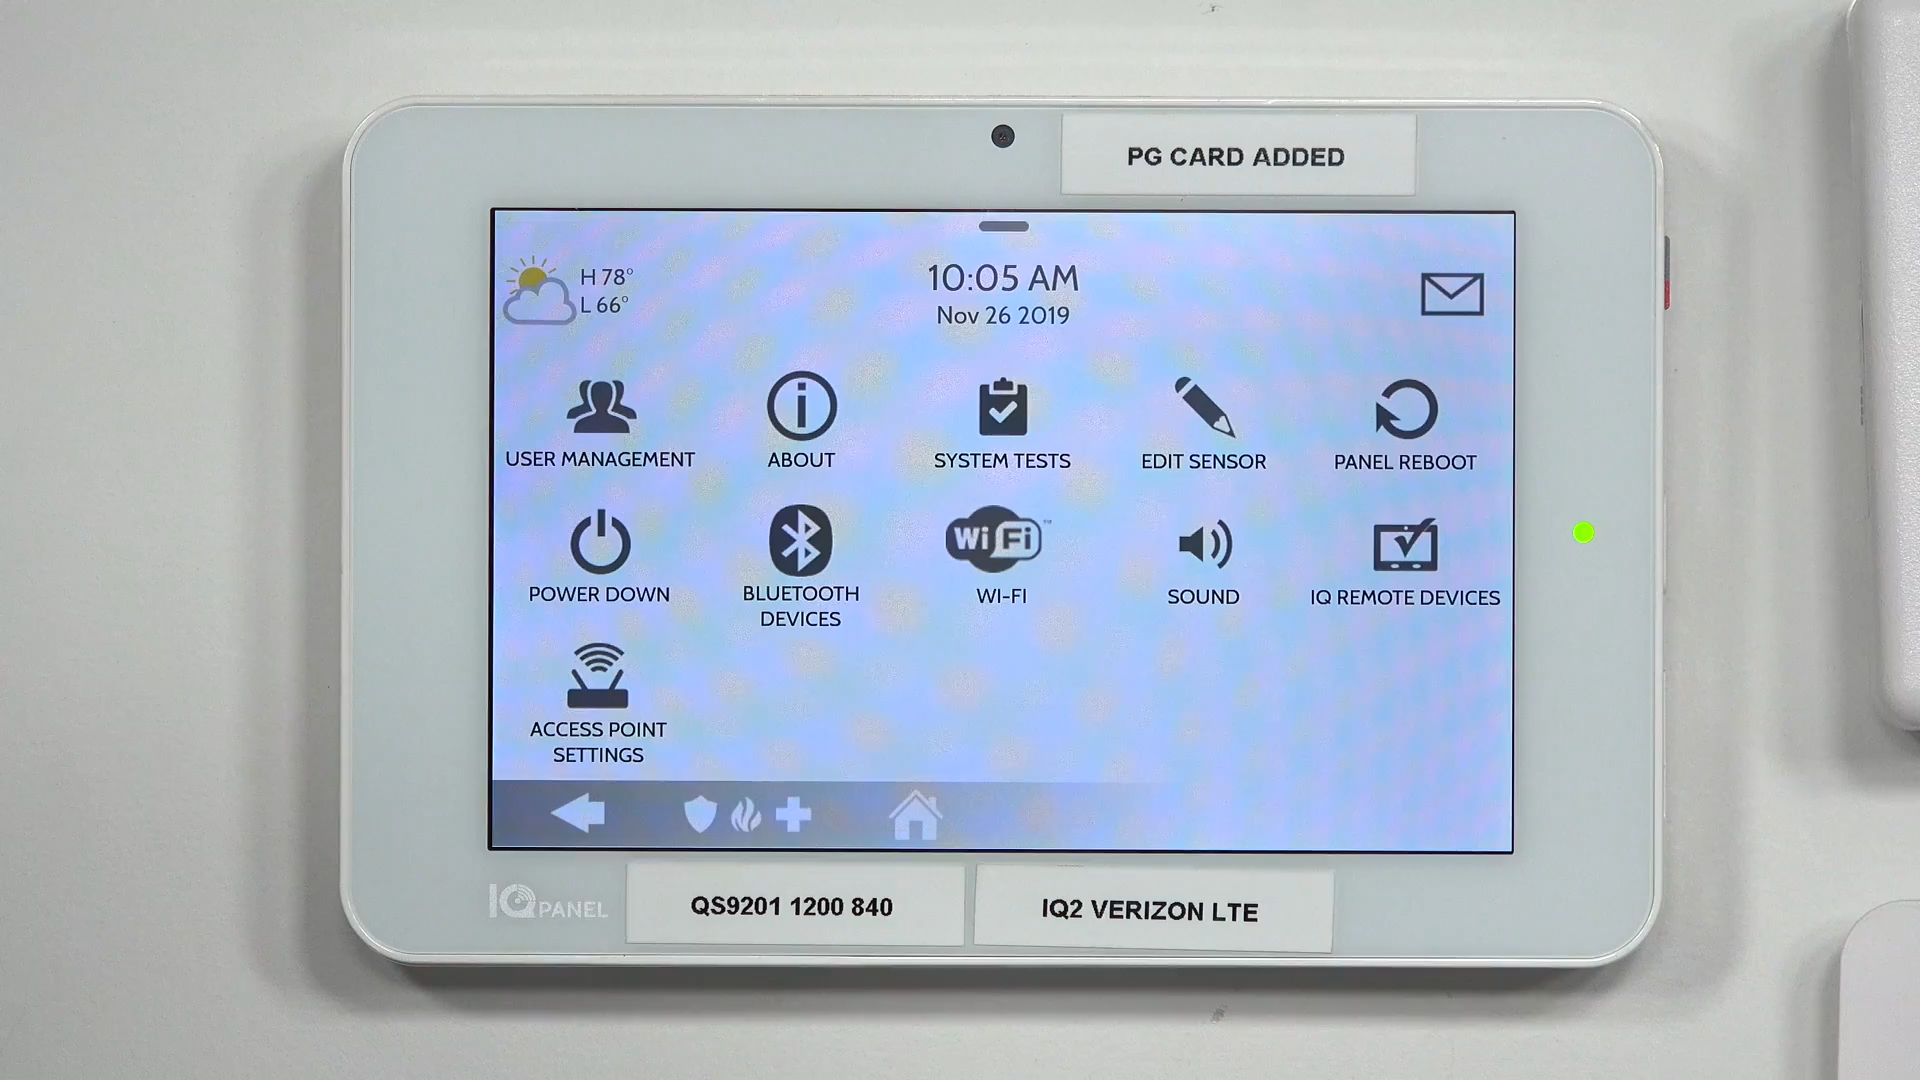 PG CARD ADDED
H 78°
L 66°
10:05 AM
Nov 26 2019
USER MANAGEMENT
ABOUT
SYSTEM TESTS
EDIT SENSOR
PANEL REBOOT
POWER DOWN
BLUETOOTH
DEVICES
WiFi™
WI-FI
SOUND
IQ REMOTE DEVICES
ACCESS POINT
SETTINGS
IQ PANEL
QS9201 1200 840
IQ2 VERIZON LTE